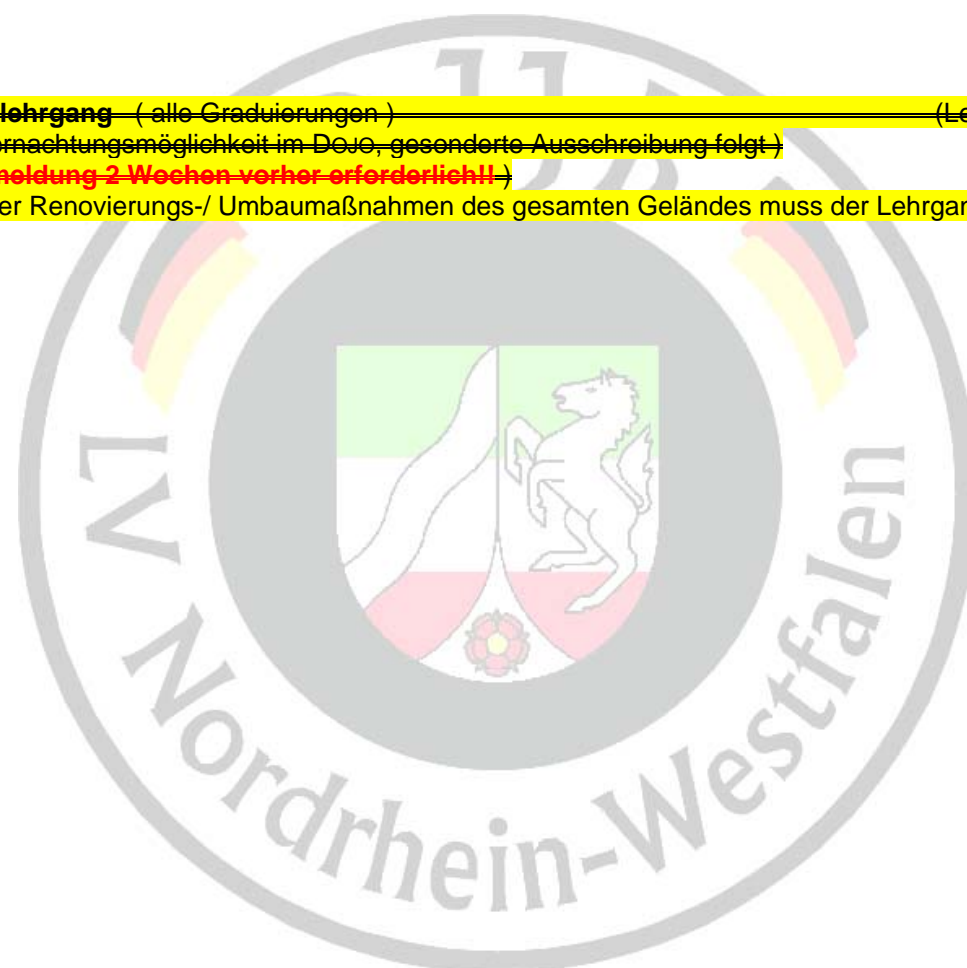 lehrgang ( alle Graduierungen ) (Le
ernachtungsmöglichkeit im DOJO, gesonderte Ausschreibung folgt )
meldung 2 Wochen vorher erforderlich!! )
er Renovierungs-/ Umbaumaßnahmen des gesamten Geländes muss der Lehrgan
LV Nordrhein-Westfalen